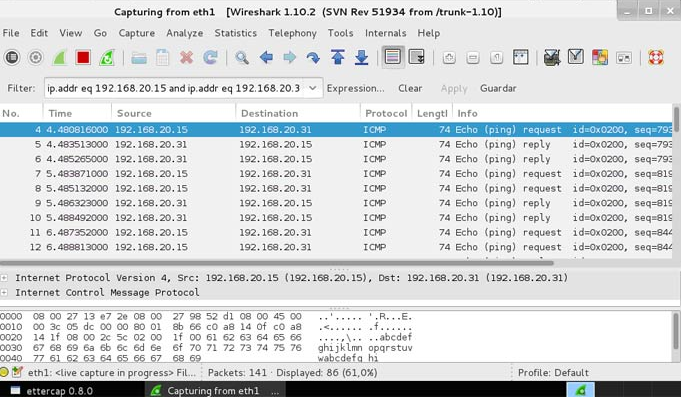 Capturing from eth1 [Wireshark 1.10.2 (SVN Rev 51934 from /trunk-1.10)]
File Edit View Go Capture Analyze Statistics Telephony Tools Internals Help
Filter: ip.addr eq 192.168.20.15 and ip.addr eq 192.168.20.3 Expression... Clear Apply Guardar
No. Time Source Destination Protocol Lengtl Info
4 4.480816000 192.168.20.15 192.168.20.31 ICMP 74 Echo (ping) request id=0x0200, seq=793
5 4.483513000 192.168.20.31 192.168.20.15 ICMP 74 Echo (ping) reply id=0x0200, seq=793
6 4.485265000 192.168.20.31 192.168.20.15 ICMP 74 Echo (ping) reply id=0x0200, seq=793
7 5.483871000 192.168.20.15 192.168.20.31 ICMP 74 Echo (ping) request id=0x0200, seq=819
8 5.485132000 192.168.20.15 192.168.20.31 ICMP 74 Echo (ping) request id=0x0200, seq=819
9 5.486323000 192.168.20.31 192.168.20.15 ICMP 74 Echo (ping) reply id=0x0200, seq=819
10 5.488492000 192.168.20.31 192.168.20.15 ICMP 74 Echo (ping) reply id=0x0200, seq=819
11 6.487352000 192.168.20.15 192.168.20.31 ICMP 74 Echo (ping) request id=0x0200, seq=844
12 6.488813000 192.168.20.15 192.168.20.31 ICMP 74 Echo (ping) request id=0x0200, seq=844
Internet Protocol Version 4, Src: 192.168.20.15 (192.168.20.15), Dst: 192.168.20.31 (192.168.20.31)
Internet Control Message Protocol
0000 08 00 27 13 e7 2e 08 00 27 98 52 d1 08 00 45 00 ..'..... '.R...E.
0010 00 3c 05 dc 00 00 80 01 8b 66 c0 a8 14 0f c0 a8 .<...... .f......
0020 14 1f 08 00 2c 5c 02 00 1f 00 61 62 63 64 65 66 ....,\.. ..abcdef
0030 67 68 69 6a 6b 6c 6d 6e 6f 70 71 72 73 74 75 76 ghijklmn opqrstuv
0040 77 61 62 63 64 65 66 67 68 69 wabcdefg hi
eth1: <live capture in progress> Fil... Packets: 141 · Displayed: 86 (61,0%) Profile: Default
ettercap 0.8.0 Capturing from eth1 ...